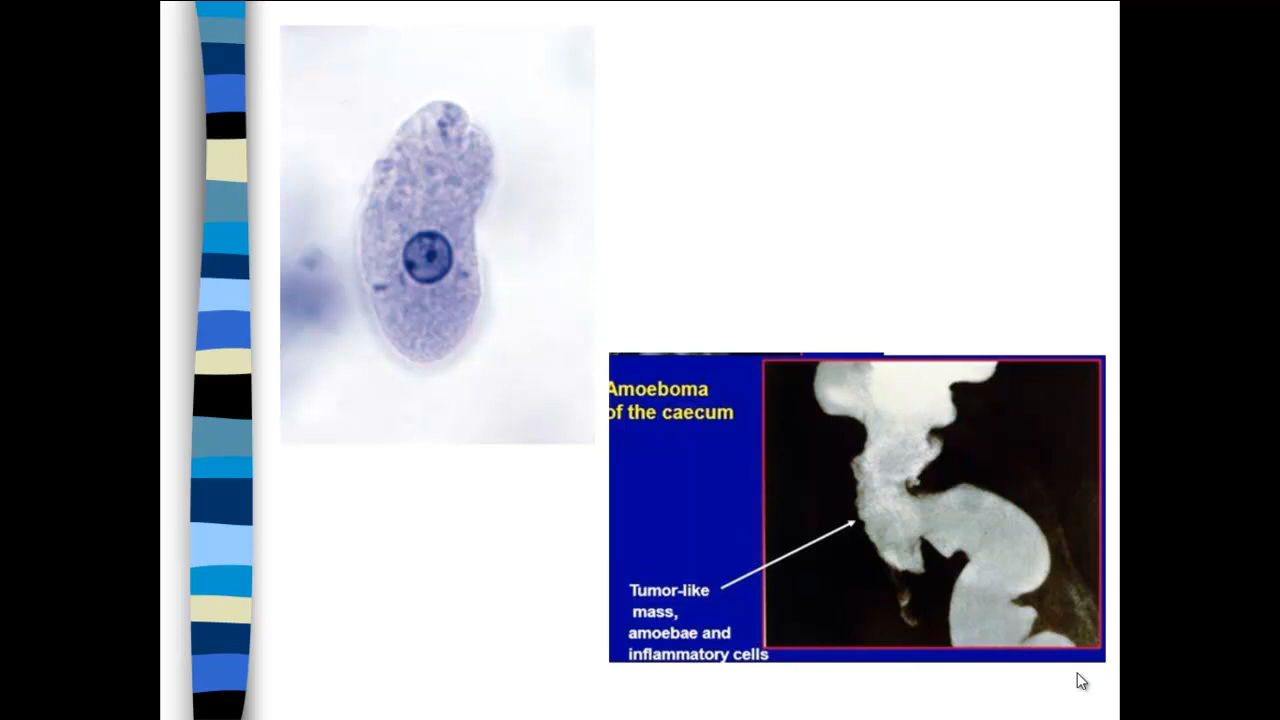 Amoeboma
of the caecum
Tumor-like
mass,
amoebae and
inflammatory cells